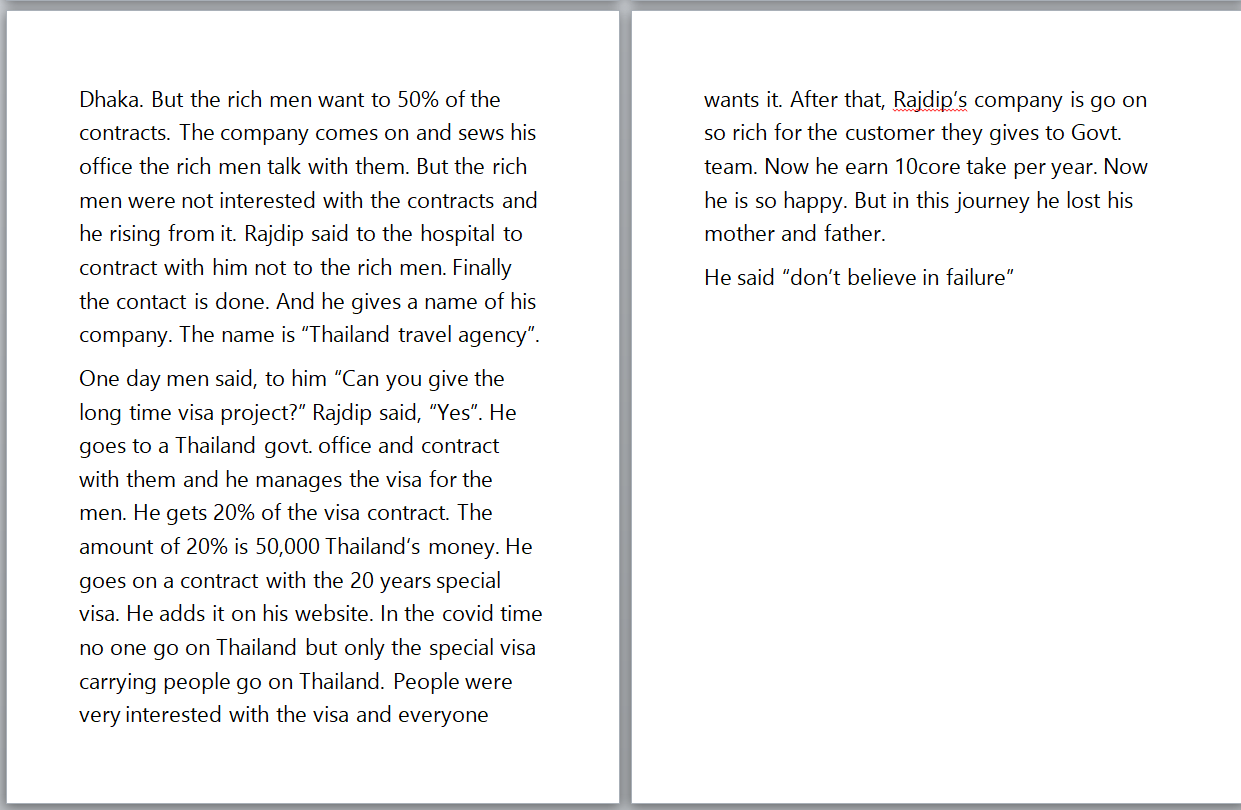 Dhaka. But the rich men want to 50% of the
contracts. The company comes on and sews his
office the rich men talk with them. But the rich
men were not interested with the contracts and
he rising from it. Rajdip said to the hospital to
contract with him not to the rich men. Finally
the contact is done. And he gives a name of his
company. The name is “Thailand travel agency”.
One day men said, to him “Can you give the
long time visa project?” Rajdip said, “Yes”. He
goes to a Thailand govt. office and contract
with them and he manages the visa for the
men. He gets 20% of the visa contract. The
amount of 20% is 50,000 Thailand‘s money. He
goes on a contract with the 20 years special
visa. He adds it on his website. In the covid time
no one go on Thailand but only the special visa
carrying people go on Thailand. People were
very interested with the visa and everyone
wants it. After that, Rajdip’s company is go on
so rich for the customer they gives to Govt.
team. Now he earn 10core take per year. Now
he is so happy. But in this journey he lost his
mother and father.
He said “don’t believe in failure”